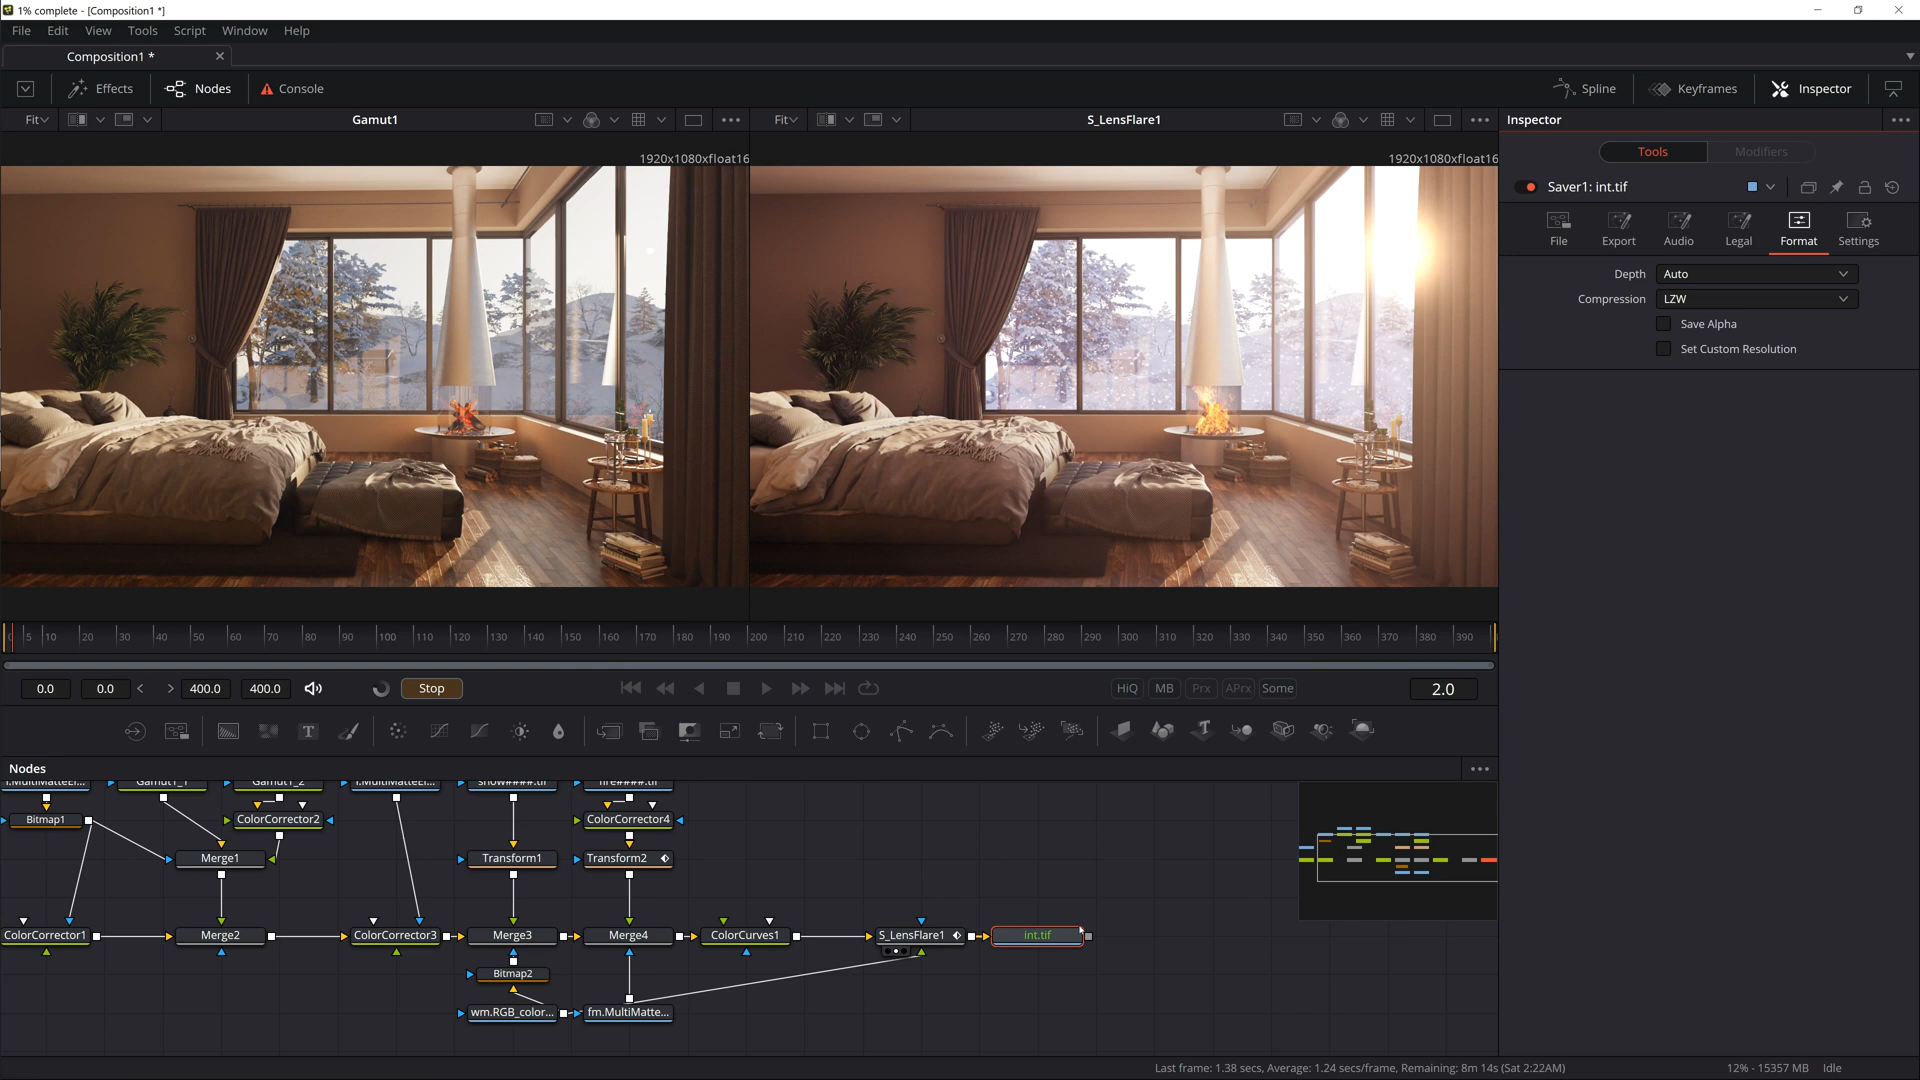 1% complete - [Composition1 *]
File Edit View Tools Script Window Help
Composition1 *
Effects Nodes Console Spline Keyframes Inspector
Fit Gamut1 Fit S_LensFlare1 Inspector
1920x1080xfloat16 1920x1080xfloat16
Tools Modifiers
Saver1: int.tif
File Export Audio Legal Format Settings
Depth Auto
Compression LZW
Save Alpha
Set Custom Resolution
5 10 20 30 40 50 60 70 80 90 100 110 120 130 140 150 160 170 180 190 200 210 220 230 240 250 260 270 280 290 300 310 320 330 340 350 360 370 380 390
0.0 0.0 400.0 400.0 Stop HiQ MB Prx APrx Some 2.0
Nodes
Bitmap1 ColorCorrector2 ColorCorrector4
Merge1 Transform1 Transform2
ColorCorrector1 Merge2 ColorCorrector3 Merge3 Merge4 ColorCurves1 S_LensFlare1 int.tif
Bitmap2
wm.RGB_color... fm.MultiMatte...
Last frame: 1.38 secs, Average: 1.24 secs/frame, Remaining: 8m 14s (Sat 2:22AM) 12% - 15357 MB Idle